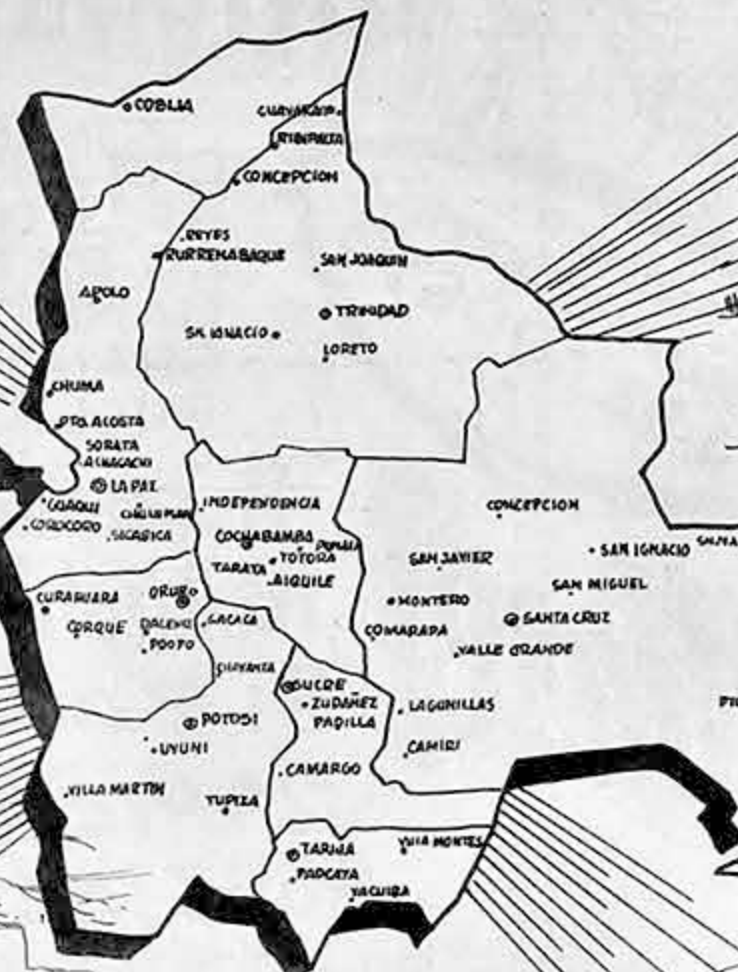 COBIJA
GUAYARAM.
RIBERALTA
CONCEPCION
REYES
RURRENABAQUE
SAN JOAQUIN
APOLO
TRINIDAD
SN. IGNACIO
LORETO
CHUMA
PTO. ACOSTA
SORATA
ACHACACHI
LA PAZ
INDEPENDENCIA
CONCEPCION
GUAQUI
COROCORO
SICASICA
COCHABAMBA
TOTORA
TARATA
AIQUILE
SAN JAVIER
SAN IGNACIO
SAN MIGUEL
CURAHUARA
ORURO
MONTERO
CORQUE
POOPO
SACACA
COMARAPA
SANTA CRUZ
VALLE GRANDE
CHAYANTA
SUCRE
ZUDAÑEZ
PADILLA
LAGUNILLAS
POTOSI
UYUNI
CAMIRI
CAMARGO
VILLA MARTIN
TUPIZA
TARIJA
VILLA MONTES
PADCAYA
YACUIBA